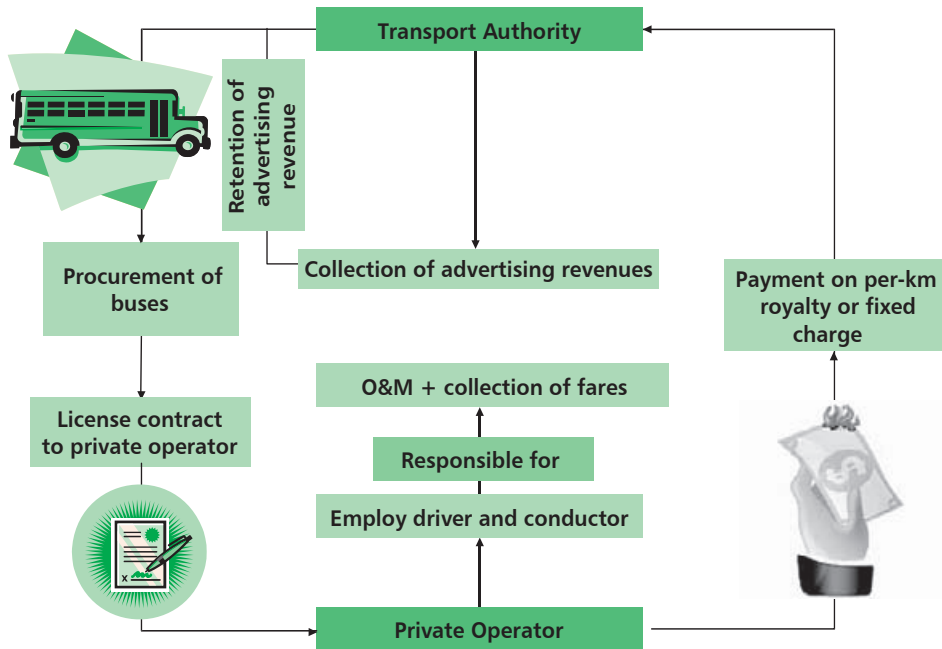 Transport Authority
Retention of
advertising
revenue
Collection of advertising revenues
Procurement of
buses
Payment on per-km
royalty or fixed
charge
O&M + collection of fares
License contract
to private operator
Responsible for
Employ driver and conductor
x
Private Operator